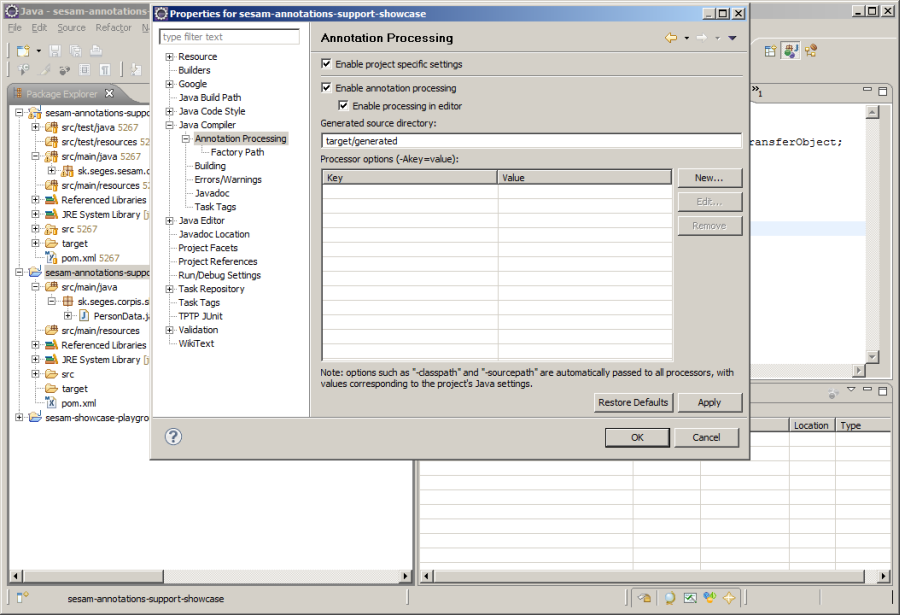 Java - sesam-annotations-
File Edit Source Refactor N
Package Explorer
sesam-annotations-suppo
src/test/java 5267
src/test/resources 52
src/main/java 5267
sk.seges.sesam.c
src/main/resources 52
Referenced Libraries
JRE System Library [j
src 5267
target
pom.xml 5267
sesam-annotations-suppo
src/main/java
sk.seges.corpis.s
PersonData.ja
src/main/resources
Referenced Libraries
JRE System Library [j
src
target
pom.xml
sesam-showcase-playgro
Properties for sesam-annotations-support-showcase
type filter text
Resource
Builders
Google
Java Build Path
Java Code Style
Java Compiler
Annotation Processing
Factory Path
Building
Errors/Warnings
Javadoc
Task Tags
Java Editor
Javadoc Location
Project Facets
Project References
Run/Debug Settings
Task Repository
Task Tags
TPTP JUnit
Validation
WikiText
Annotation Processing
Enable project specific settings
Enable annotation processing
Enable processing in editor
Generated source directory:
target/generated
Processor options (-Akey=value):
Key Value
New...
Edit...
Remove
Note: options such as "-classpath" and "-sourcepath" are automatically passed to all processors, with
values corresponding to the project's Java settings.
Restore Defaults Apply
OK Cancel
»1
ransferObject;
Location Type
sesam-annotations-support-showcase